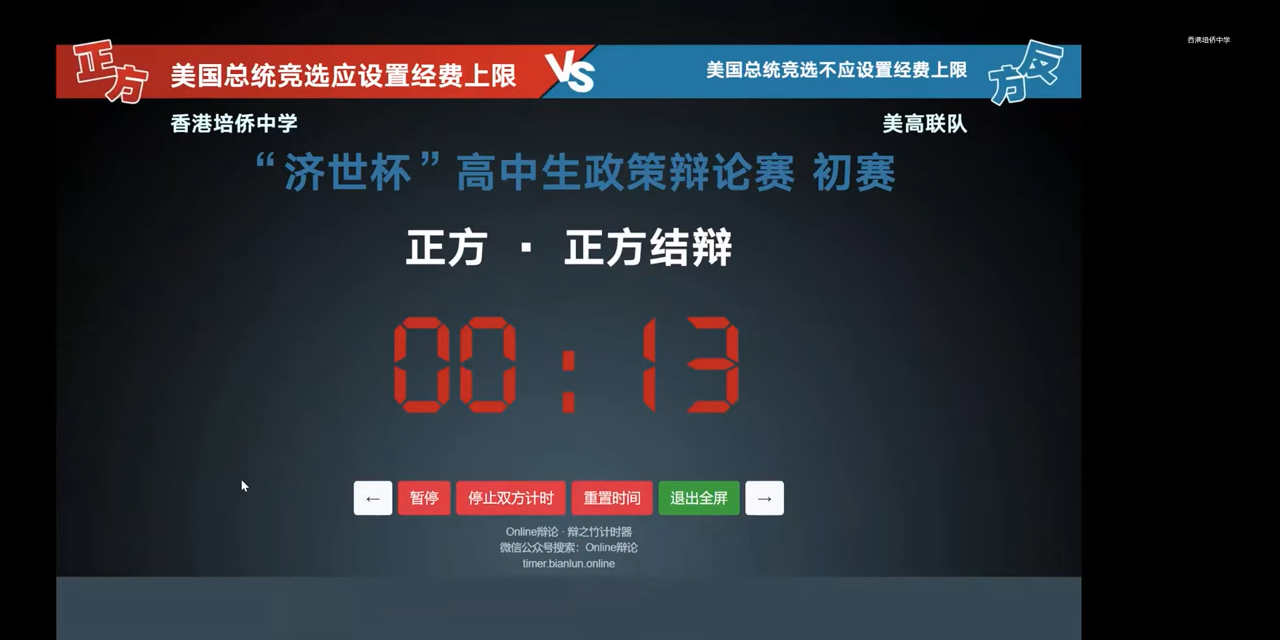 香港培侨中学
正方
美国总统竞选应设置经费上限
VS
美国总统竞选不应设置经费上限
反方
香港培侨中学
美高联队
“济世杯”高中生政策辩论赛 初赛
正方 · 正方结辩
00:13
←
暂停
停止双方计时
重置时间
退出全屏
→
Online辩论 · 辩之竹计时器
微信公众号搜索：Online辩论
timer.bianlun.online